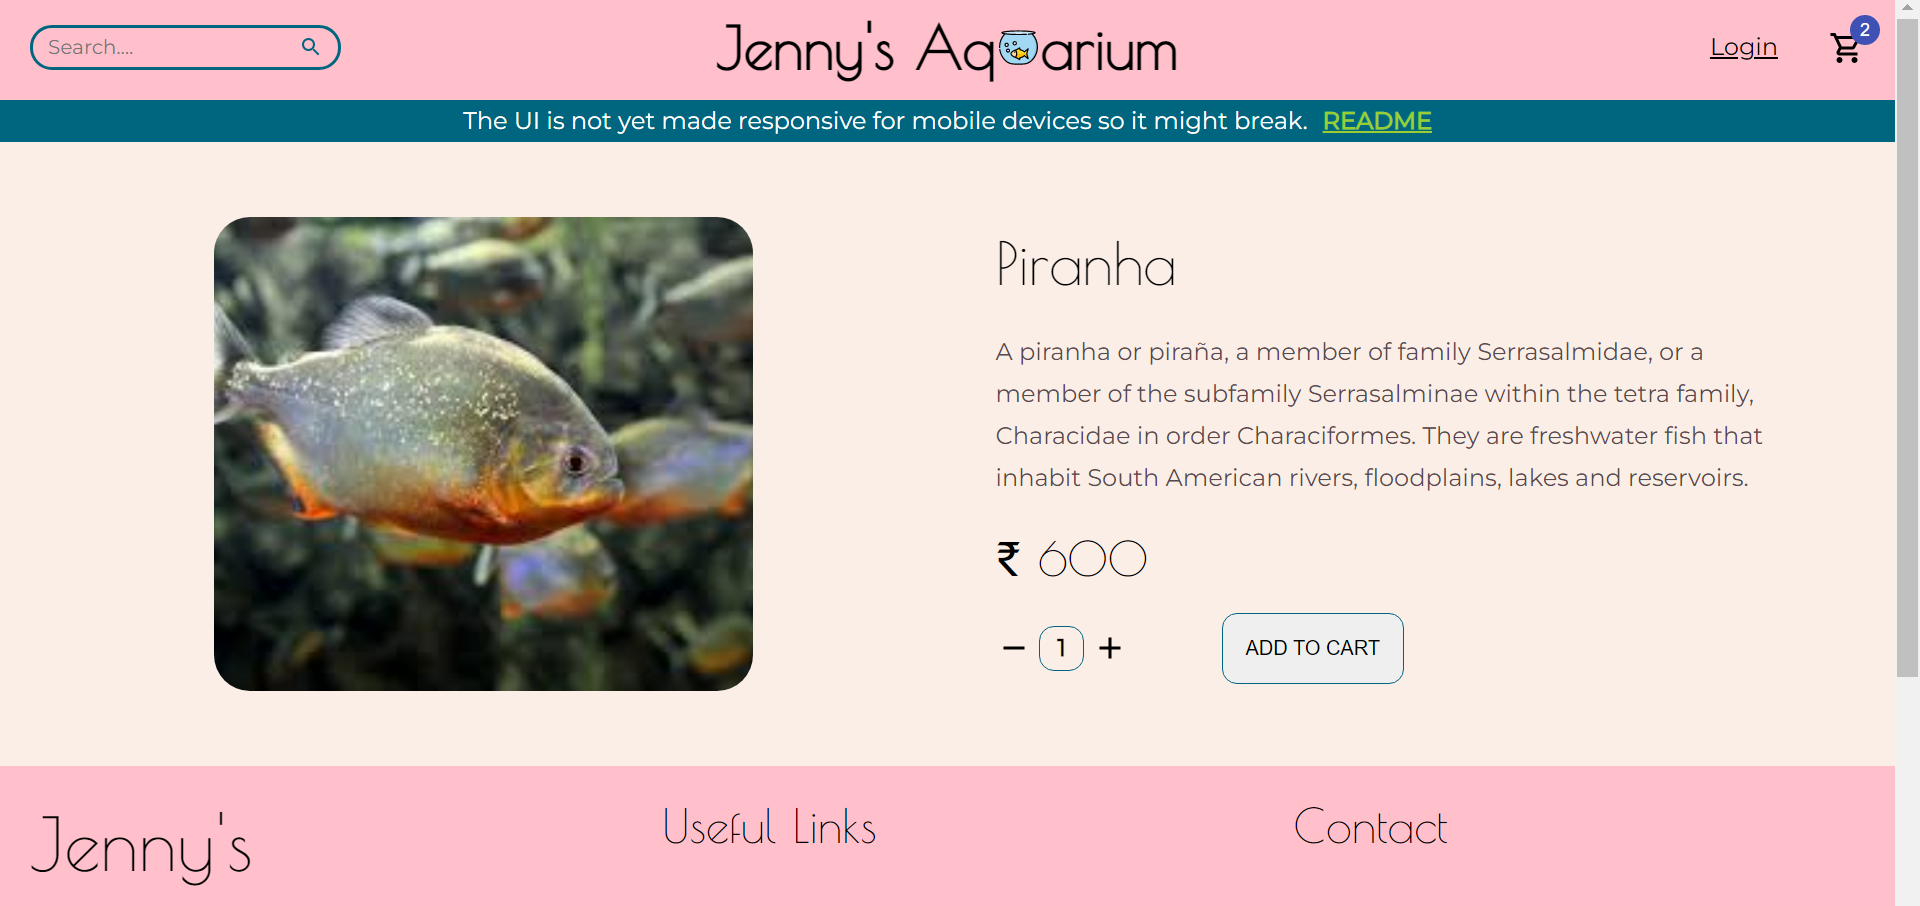 Search....
Jenny's Aquarium
Login
2
The UI is not yet made responsive for mobile devices so it might break. README
Piranha
A piranha or piraña, a member of family Serrasalmidae, or a
member of the subfamily Serrasalminae within the tetra family,
Characidae in order Characiformes. They are freshwater fish that
inhabit South American rivers, floodplains, lakes and reservoirs.
₹ 600
− 1 +
ADD TO CART
Jenny's
Useful Links
Contact